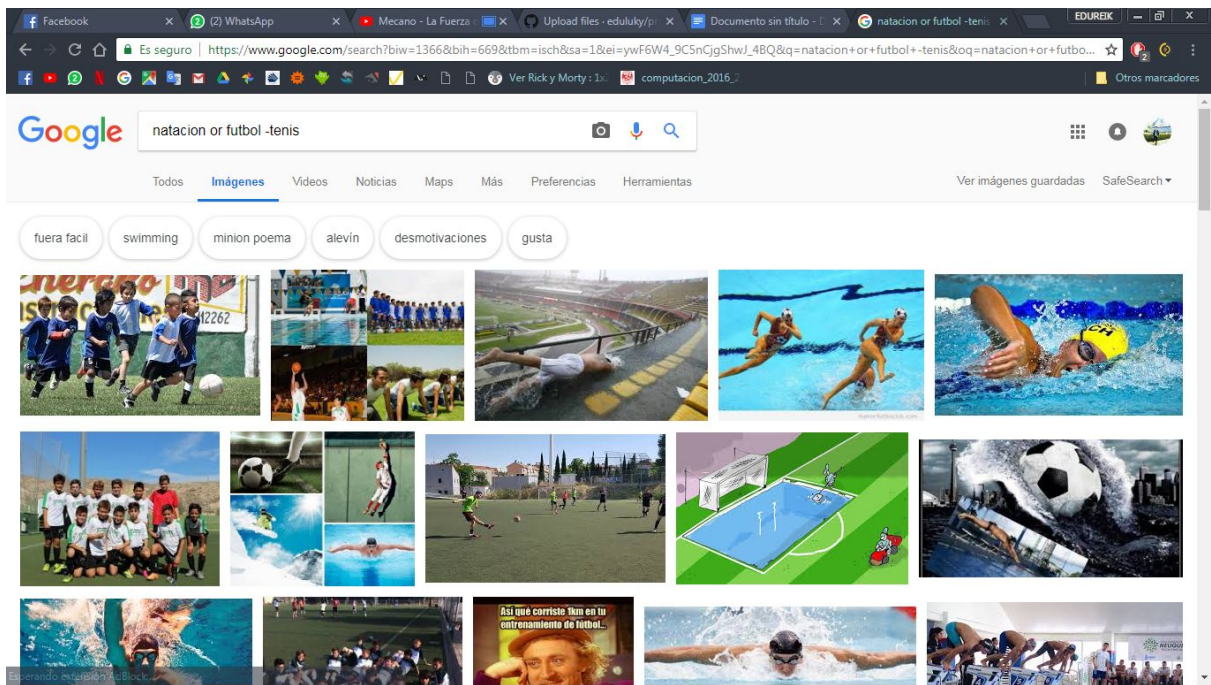 Facebook
(2) WhatsApp
Mecano - La Fuerza
Upload files · eduluky/pr
Documento sin título - D
natacion or futbol -tenis
EDUREIK
Es seguro
https://www.google.com/search?biw=1366&bih=669&tbm=isch&sa=1&ei=ywF6W4_9C5nCjgShwJ_4BQ&q=natacion+or+futbol+-tenis&oq=natacion+or+futbo...
Ver Rick y Morty : 1x
computacion_2016_2
Otros marcadores
Google
natacion or futbol -tenis
Todos
Imágenes
Videos
Noticias
Maps
Más
Preferencias
Herramientas
Ver imágenes guardadas
SafeSearch
fuera facil
swimming
minion poema
alevín
desmotivaciones
gusta
12262
Así que corriste 1km en tu
entrenamiento de fútbol...
Esperando extensión AdBlock...